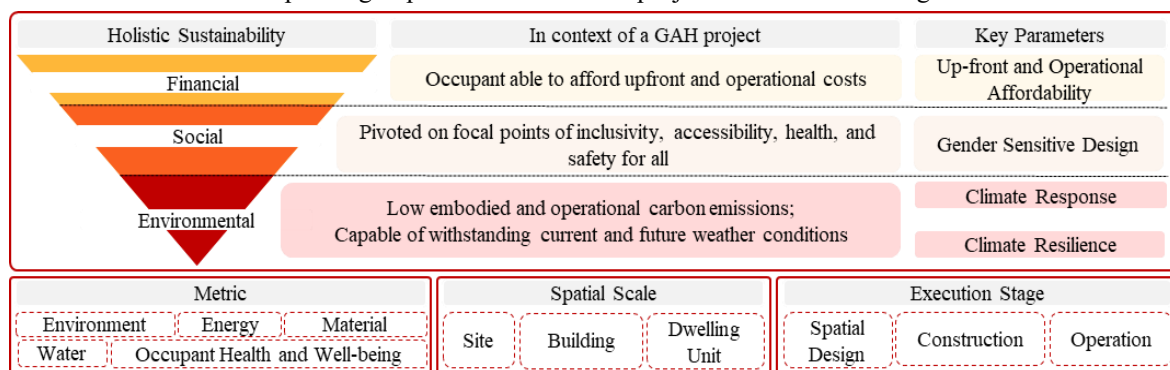 Holistic Sustainability
In context of a GAH project
Key Parameters
Financial
Occupant able to afford upfront and operational costs
Up-front and Operational
Affordability
Social
Pivoted on focal points of inclusivity, accessibility, health, and
safety for all
Gender Sensitive Design
Environmental
Low embodied and operational carbon emissions;
Capable of withstanding current and future weather conditions
Climate Response
Climate Resilience
Metric
Environment
Energy
Material
Water
Occupant Health and Well-being
Spatial Scale
Site
Building
Dwelling
Unit
Execution Stage
Spatial
Design
Construction
Operation